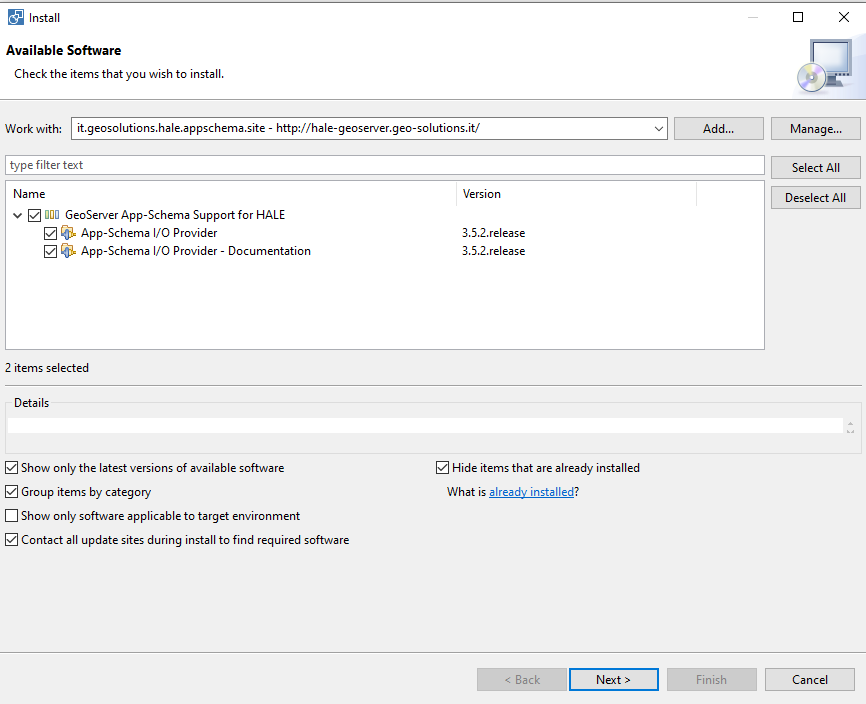 Install
Available Software
Check the items that you wish to install.
Work with: it.geosolutions.hale.appschema.site - http://hale-geoserver.geo-solutions.it/ Add... Manage...
type filter text Select All
Name Version Deselect All
GeoServer App-Schema Support for HALE
App-Schema I/O Provider 3.5.2.release
App-Schema I/O Provider - Documentation 3.5.2.release
2 items selected
Details
Show only the latest versions of available software Hide items that are already installed
Group items by category What is already installed?
Show only software applicable to target environment
Contact all update sites during install to find required software
< Back Next > Finish Cancel